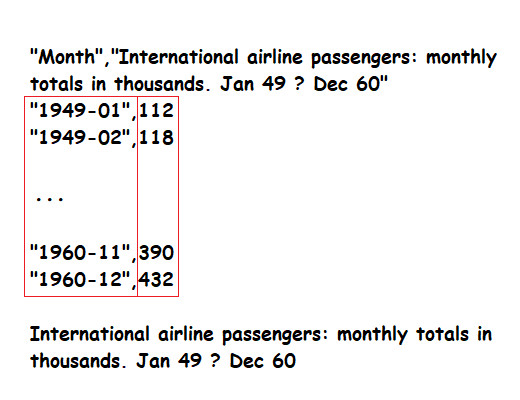 "Month","International airline passengers: monthly
totals in thousands. Jan 49 ? Dec 60"
"1949-01",112
"1949-02",118
...
"1960-11",390
"1960-12",432
International airline passengers: monthly totals in
thousands. Jan 49 ? Dec 60